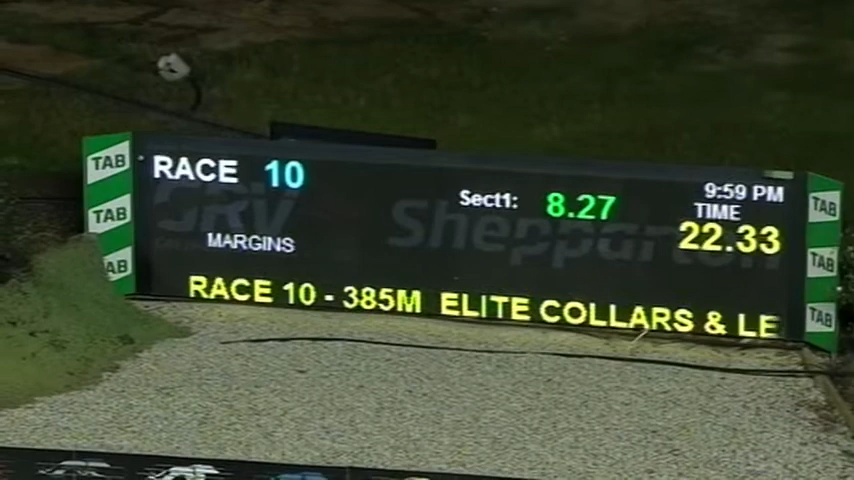 TAB
TAB
TAB
RACE 10
Sect1: 8.27
9:59 PM
TIME
22.33
GRV
Shepparton
MARGINS
RACE 10 - 385M ELITE COLLARS & LE
TAB
TAB
TAB